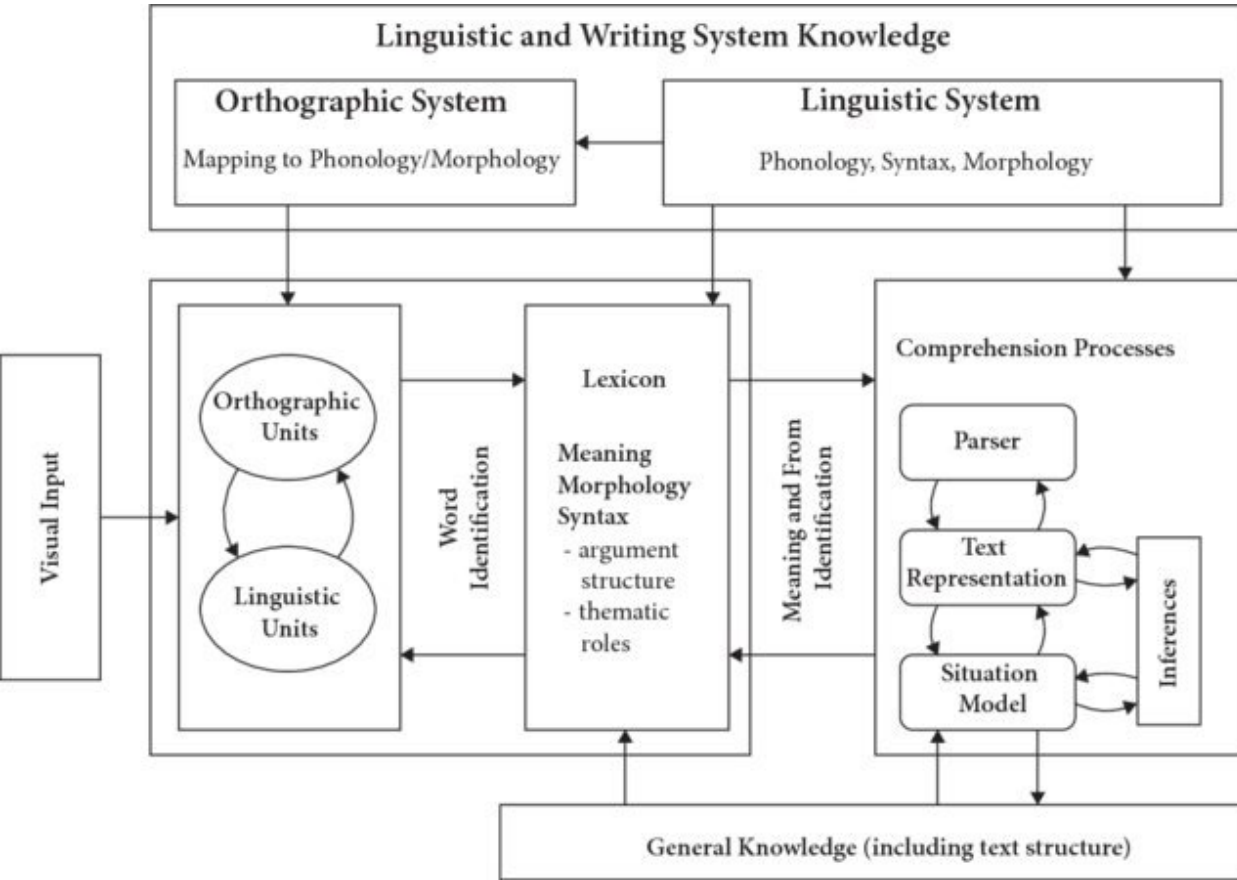 Linguistic and Writing System Knowledge
Orthographic System
Mapping to Phonology/Morphology
Linguistic System
Phonology, Syntax, Morphology
Visual Input
Orthographic
Units
Linguistic
Units
Word
Identification
Lexicon
Meaning
Morphology
Syntax
- argument
structure
- thematic
roles
Meaning and From
Identification
Comprehension Processes
Parser
Text
Representation
Situation
Model
Inferences
General Knowledge (including text structure)